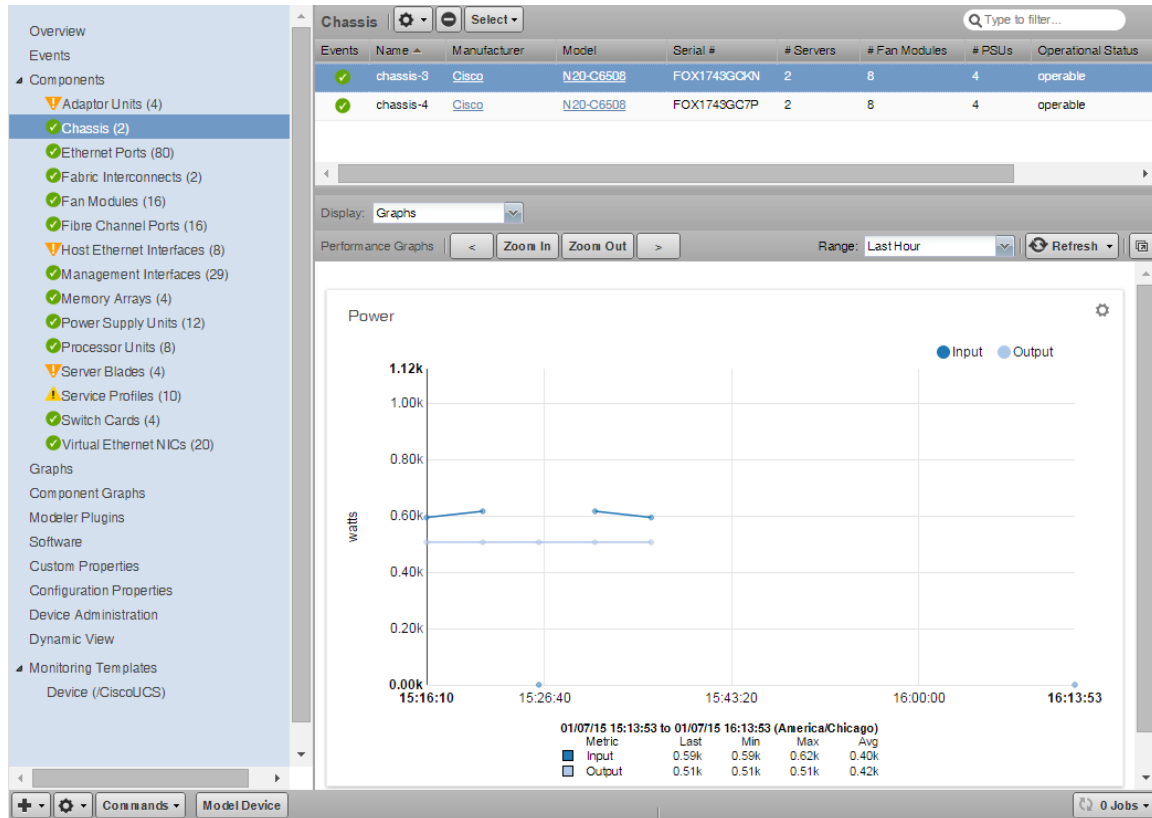 Overview
Events
Components
Adaptor Units (4)
Chassis (2)
Ethernet Ports (80)
Fabric Interconnects (2)
Fan Modules (16)
Fibre Channel Ports (16)
Host Ethernet Interfaces (8)
Management Interfaces (29)
Memory Arrays (4)
Power Supply Units (12)
Processor Units (8)
Server Blades (4)
Service Profiles (10)
Switch Cards (4)
Virtual Ethernet NICs (20)
Graphs
Component Graphs
Modeler Plugins
Software
Custom Properties
Configuration Properties
Device Administration
Dynamic View
Monitoring Templates
Device (/CiscoUCS)
Chassis Select Type to filter...
Events Name Manufacturer Model Serial # # Servers # Fan Modules # PSUs Operational Status
chassis-3 Cisco N20-C6508 FOX1743GCKN 2 8 4 operable
chassis-4 Cisco N20-C6508 FOX1743GC7P 2 8 4 operable
Display: Graphs
Performance Graphs < Zoom In Zoom Out > Range: Last Hour Refresh
Power
Input Output
1.12k
1.00k
0.80k
0.60k
watts
0.40k
0.20k
0.00k
15:16:10 15:26:40 15:43:20 16:00:00 16:13:53
01/07/15 15:13:53 to 01/07/15 16:13:53 (America/Chicago)
Metric Last Min Max Avg
Input 0.59k 0.59k 0.62k 0.40k
Output 0.51k 0.51k 0.51k 0.42k
Commands Model Device 0 Jobs